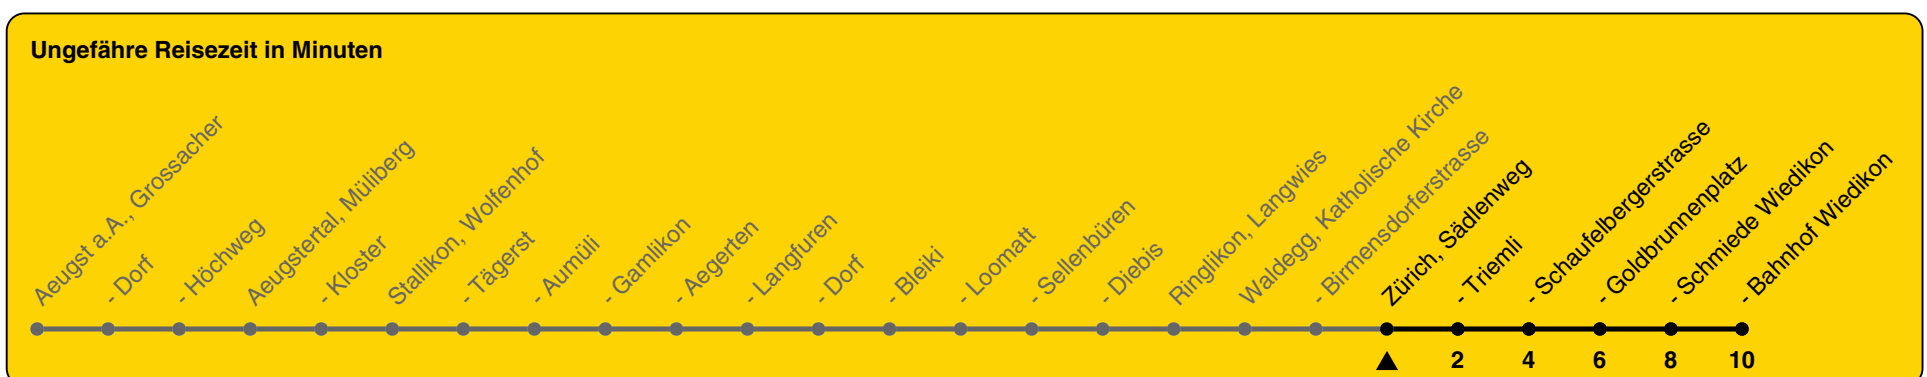 Ungefähre Reisezeit in Minuten
Aeugst a.A., Grossacher
- Dorf
- Höchweg
Aeugstertal, Müliberg
- Kloster
Stallikon, Wolfenhof
- Tägerst
- Aumüli
- Gamlikon
- Aegerten
- Langfuren
- Dorf
- Bleiki
- Loomatt
- Sellenbüren
- Diebis
Ringlikon, Langwies
Waldegg, Katholische Kirche
- Birmensdorferstrasse
Zürich, Sädlenweg
- Triemli
- Schaufelbergerstrasse
- Goldbrunnenplatz
- Schmiede Wiedikon
- Bahnhof Wiedikon
2 4 6 8 10